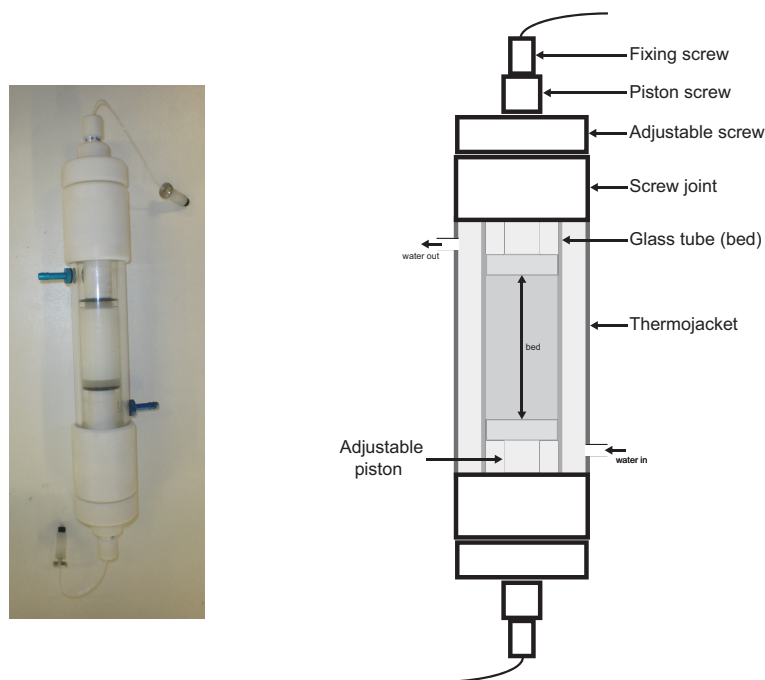 Fixing screw
Piston screw
Adjustable screw
Screw joint
Glass tube (bed)
water out
Thermojacket
bed
Adjustable
piston
water in